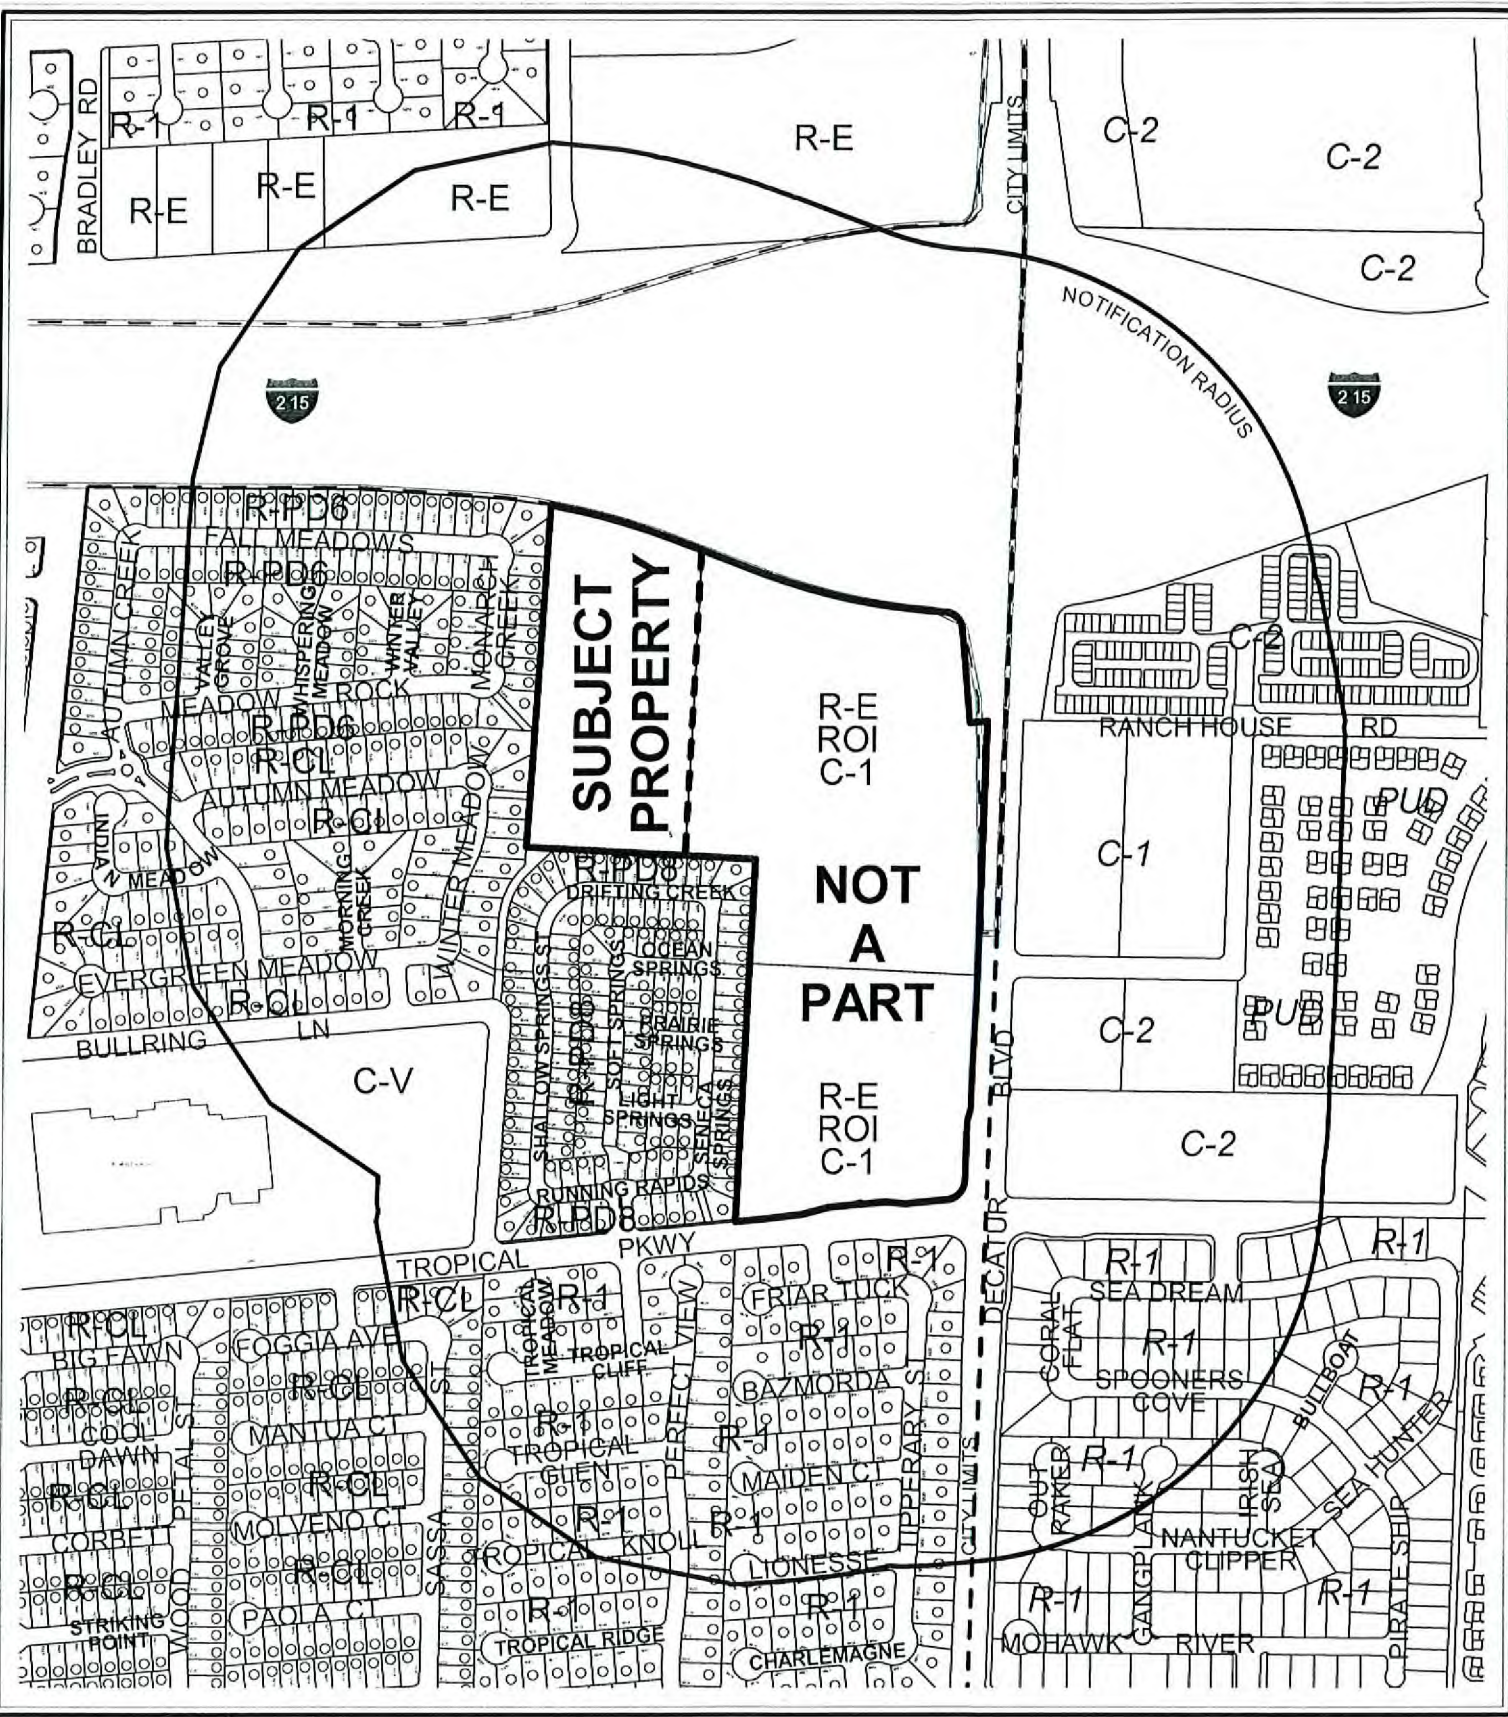 BRADLEY RD
R-1
R-1
R-1
R-E
R-E
R-E
R-E
CITY LIMITS
C-2
C-2
C-2
NOTIFICATION RADIUS
215
215
R-PD6
FALL MEADOWS
R-PD6
AUTUMN CREEK
VALLEY
GROVE
WHISPERING
MEADOW
WINTER
VALLEY
MONARCH
CREEK
MEADOW ROCK
R-PD6
R-CL
AUTUMN MEADOW
R-CL
WINTER MEADOW
INDIAN
MEADOW
MORNING
CREEK
R-CL
EVERGREEN MEADOW
R-CL
BULLRING LN
C-V
SUBJECT
PROPERTY
R-E
ROI
C-1
NOT
A
PART
R-E
ROI
C-1
R-PD8
DRIFTING CREEK
OCEAN
SPRINGS
SHALLOW SPRINGS ST
R-PD8
SOFT SPRINGS
PRAIRIE
SPRINGS
LIGHT
SPRINGS
SENECA
SPRINGS
RUNNING RAPIDS
R-PD8
C-2
RANCH HOUSE RD
PUD
C-1
C-2
PUD
C-2
DECATUR BLVD
TROPICAL PKWY
R-CL
BIG FAWN
R-CL
COOL
DAWN
R-CL
CORBETT
R-CL
STRIKING
POINT
WOOD PETAL ST
R-CL
FOGGIA AVE
R-CL
MANTUA CT
R-CL
MOLVENO CT
R-CL
PAOLA CT
SASSA ST
TROPICAL
MEADOW
R-1
TROPICAL
CLIFF
R-1
TROPICAL
GLEN
R-1
TROPICAL KNOLL
R-1
TROPICAL RIDGE
PERFECT VIEW
R-1
FRIAR TUCK
R-1
BAZMORDA
R-1
MAIDEN CT
R-1
LIONESSE
R-1
CHARLEMAGNE
TIPPERARY ST
CITY LIMITS
R-1
R-1
SEA DREAM
CORAL
FLAT
R-1
SPOONERS
COVE
BULLBOAT
R-1
SEA HUNTER
OUT
RAKER
R-1
GANGPLANK
IRISH
SEA
NANTUCKET
CLIPPER
R-1
R-1
PIRATE SHIP
MOHAWK RIVER